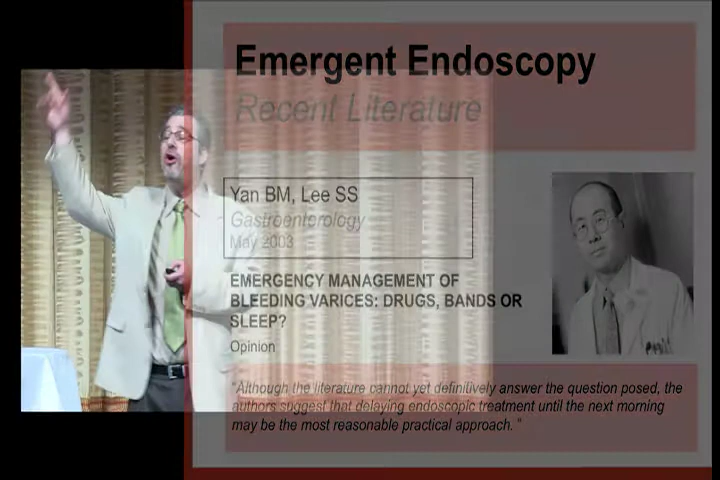 Emergent Endoscopy
Recent Literature
Yan BM, Lee SS
Gastroenterology
May 2003
EMERGENCY MANAGEMENT OF
BLEEDING VARICES: DRUGS, BANDS OR
SLEEP?
Opinion
"Although the literature cannot yet definitively answer the question posed, the
authors suggest that delaying endoscopic treatment until the next morning
may be the most reasonable practical approach. "